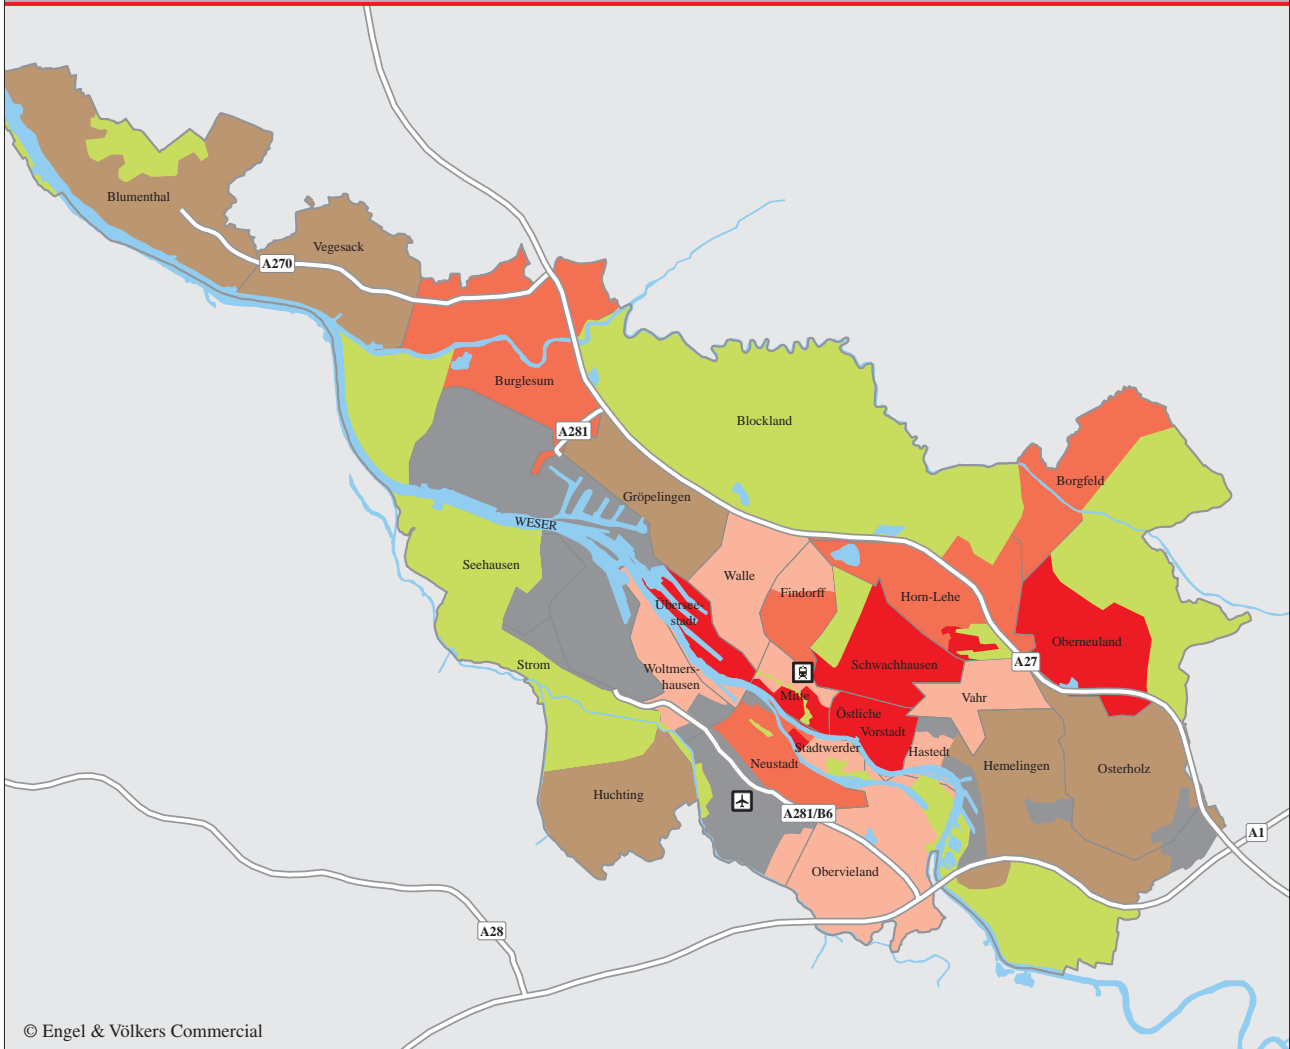 Blumenthal
Vegesack
A270
Burglesum
Blockland
A281
Borgfeld
Gröpelingen
WESER
Seehausen
Walle
Findorff
Horn-Lehe
Übersee-
stadt
Oberneuland
A27
Schwachhausen
Strom
Woltmers-
hausen
Mitte
Vahr
Östliche
Vorstadt
Stadtwerder
Hastedt
Neustadt
Hemelingen
Osterholz
Huchting
A281/B6
A1
Obervieland
A28
© Engel & Völkers Commercial